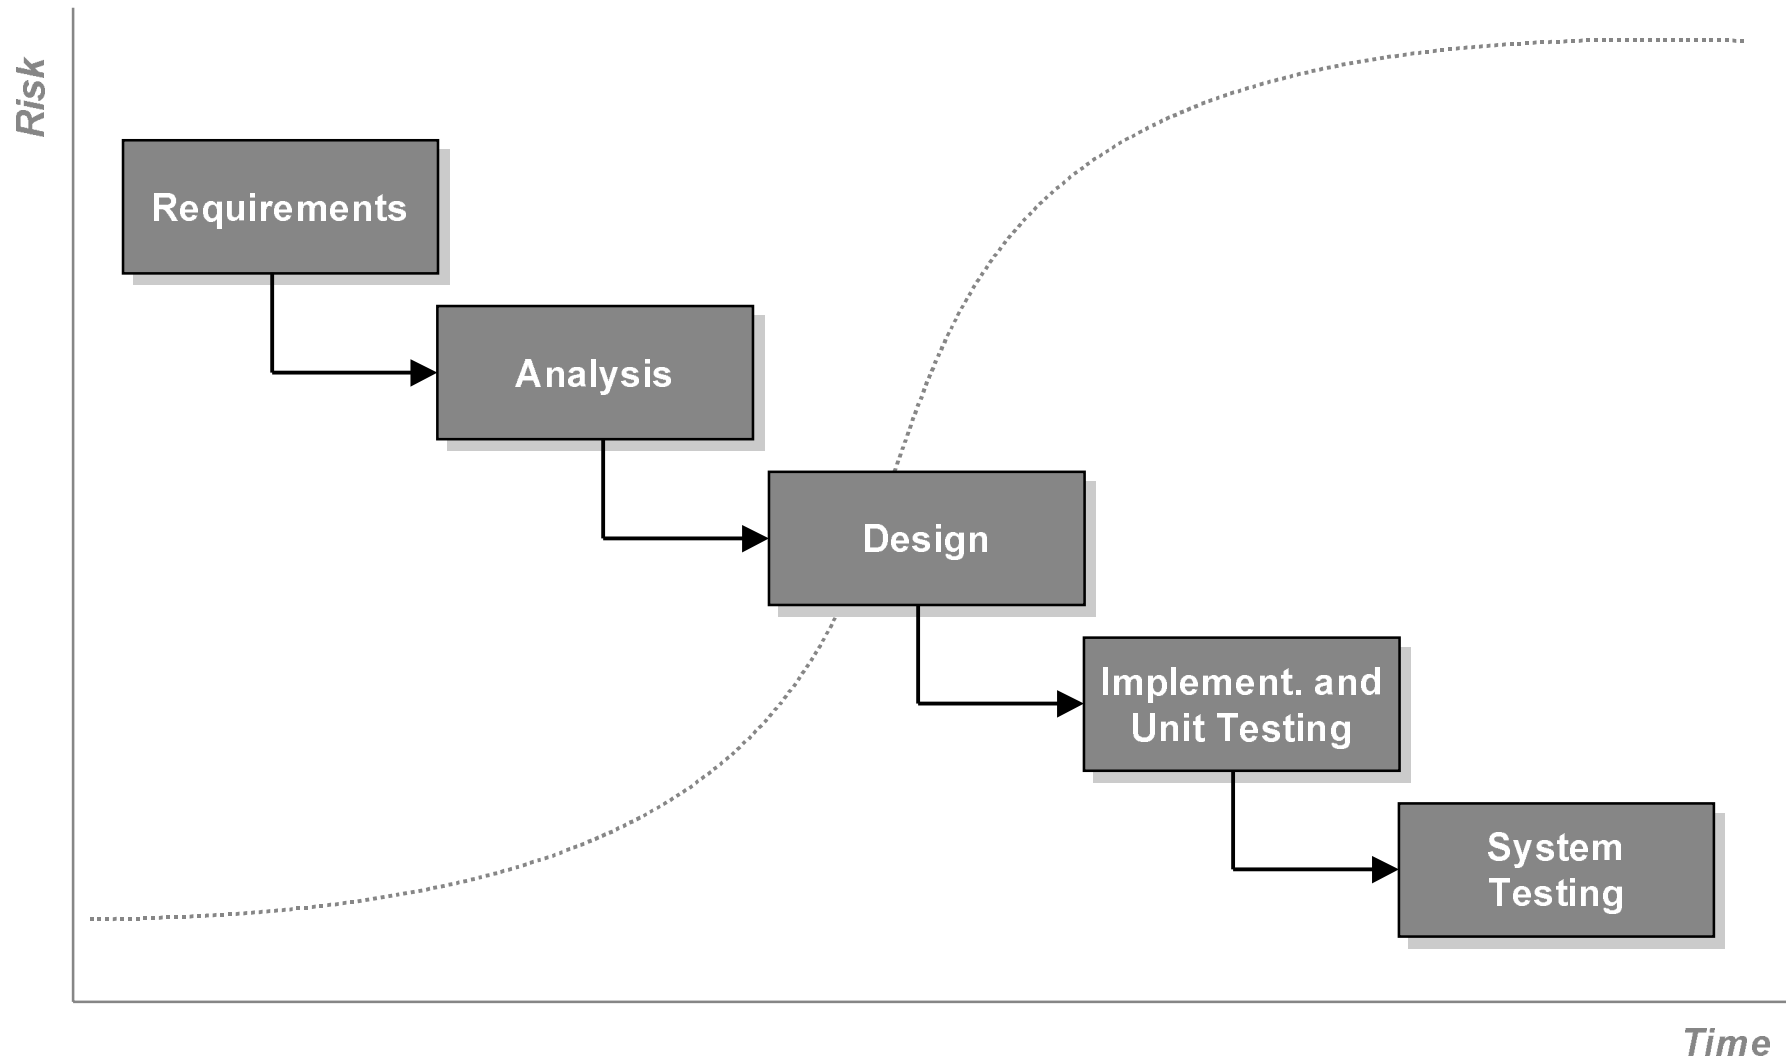 Risk
Requirements
Analysis
Design
Implement. and
Unit Testing
System
Testing
Time